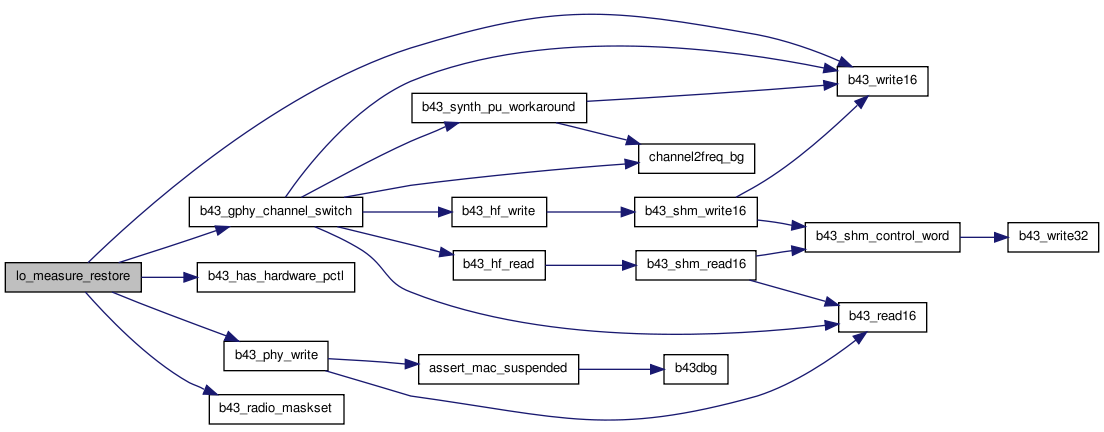 lo_measure_restore
b43_gphy_channel_switch
b43_has_hardware_pctl
b43_phy_write
b43_radio_maskset
b43_synth_pu_workaround
b43_hf_write
b43_hf_read
assert_mac_suspended
channel2freq_bg
b43_shm_write16
b43_shm_read16
b43dbg
b43_write16
b43_shm_control_word
b43_read16
b43_write32